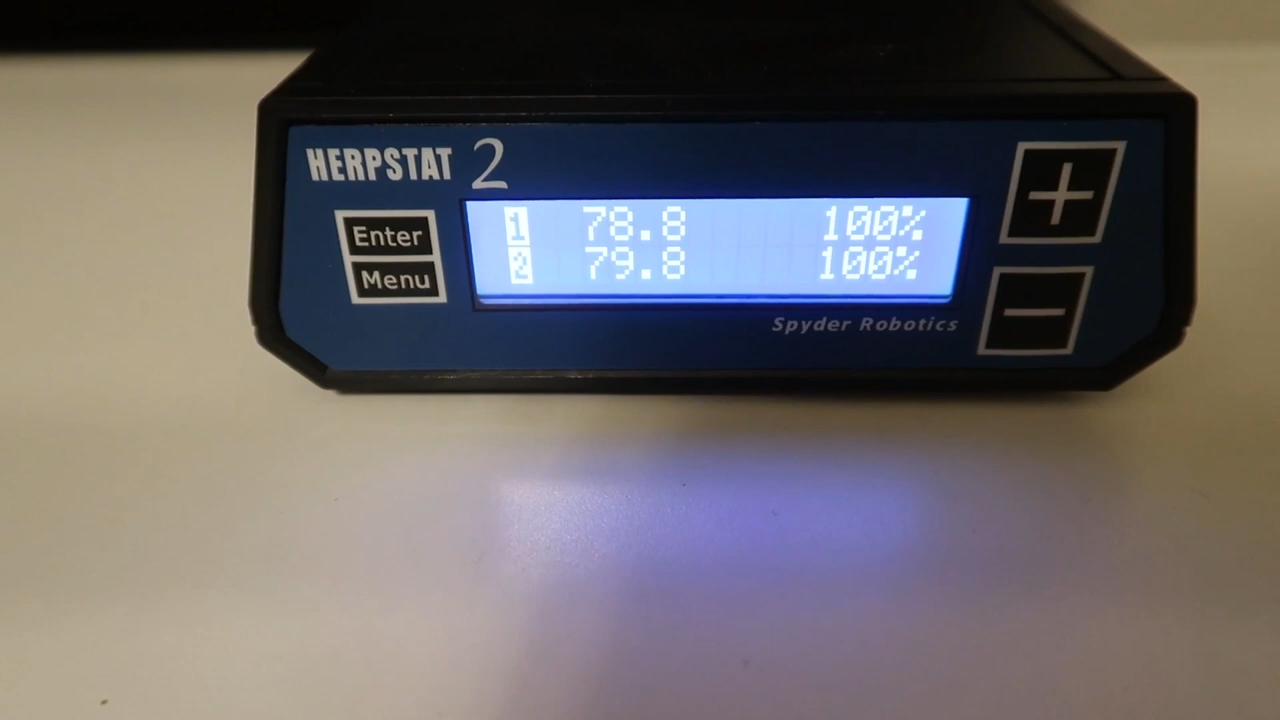 HERPSTAT 2
Enter
Menu
1 78.8 100%
2 79.8 100%
Spyder Robotics
+
−